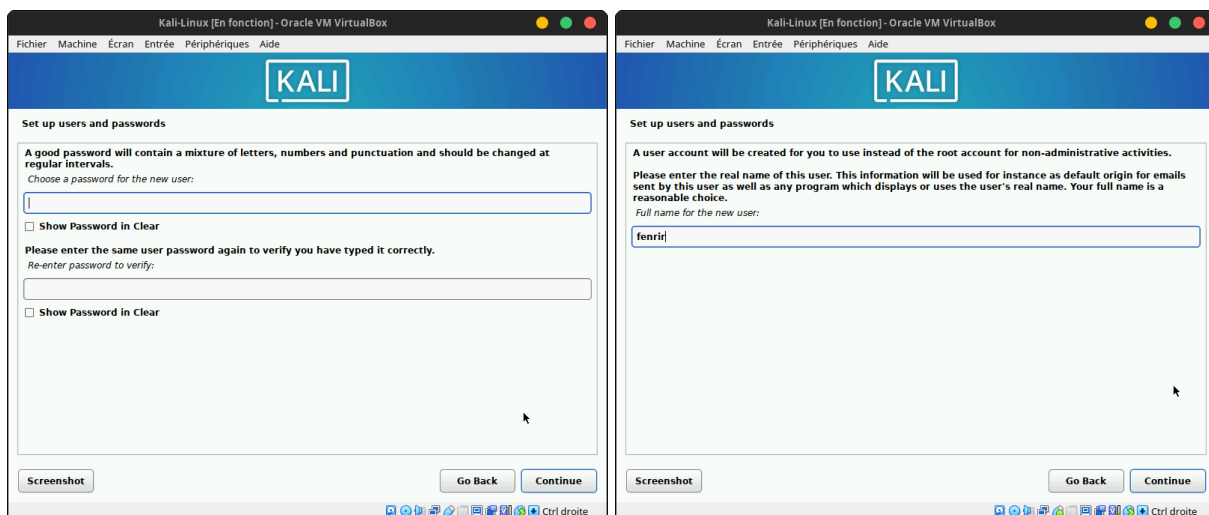 Kali-Linux [En fonction] - Oracle VM VirtualBox
Fichier Machine Écran Entrée Périphériques Aide
KALI
Set up users and passwords
A good password will contain a mixture of letters, numbers and punctuation and should be changed at
regular intervals.
Choose a password for the new user:
Show Password in Clear
Please enter the same user password again to verify you have typed it correctly.
Re-enter password to verify:
Show Password in Clear
Screenshot
Go Back
Continue
Ctrl droite
Kali-Linux [En fonction] - Oracle VM VirtualBox
Fichier Machine Écran Entrée Périphériques Aide
KALI
Set up users and passwords
A user account will be created for you to use instead of the root account for non-administrative activities.
Please enter the real name of this user. This information will be used for instance as default origin for emails
sent by this user as well as any program which displays or uses the user's real name. Your full name is a
reasonable choice.
Full name for the new user:
fenrir
Screenshot
Go Back
Continue
Ctrl droite